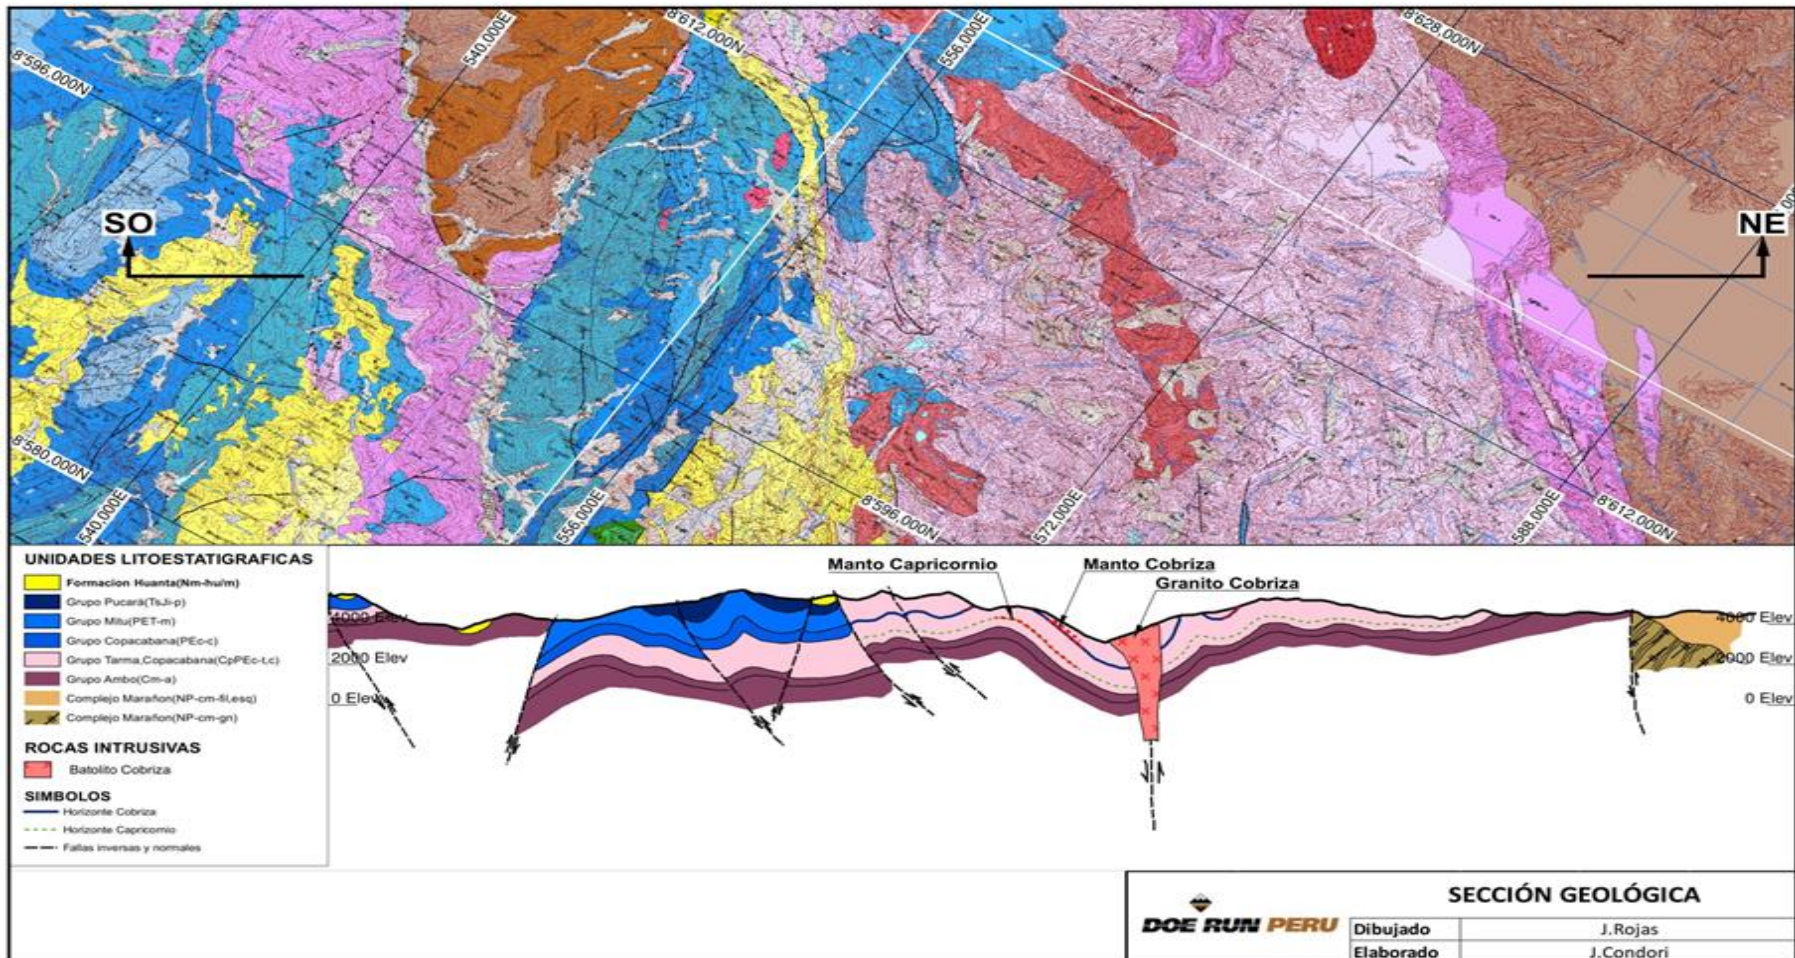 8'596,000N
540,000E
8'612,000N
556,000E
8'628,000N
SO
NE
8'580,000N
540,000E
556,000E
8'596,000N
572,000E
588,000E
8'612,000N
UNIDADES LITOESTATIGRAFICAS
Formacion Huanta(Nm-hu/m)
Grupo Pucará(TsJi-p)
Grupo Mitu(PET-m)
Grupo Copacabana(PEc-c)
Grupo Tarma,Copacabana(CpPEc-t,c)
Grupo Ambo(Cm-a)
Complejo Marañon(NP-cm-fil,esq)
Complejo Marañon(NP-cm-gn)
ROCAS INTRUSIVAS
Batolito Cobriza
SIMBOLOS
Horizonte Cobriza
Horizonte Capricornio
Fallas inversas y normales
Manto Capricornio
Manto Cobriza
Granito Cobriza
4000 Elev
2000 Elev
0 Elev
4000 Elev
2000 Elev
0 Elev
DOE RUN PERU
SECCIÓN GEOLÓGICA
Dibujado J.Rojas
Elaborado J.Condori